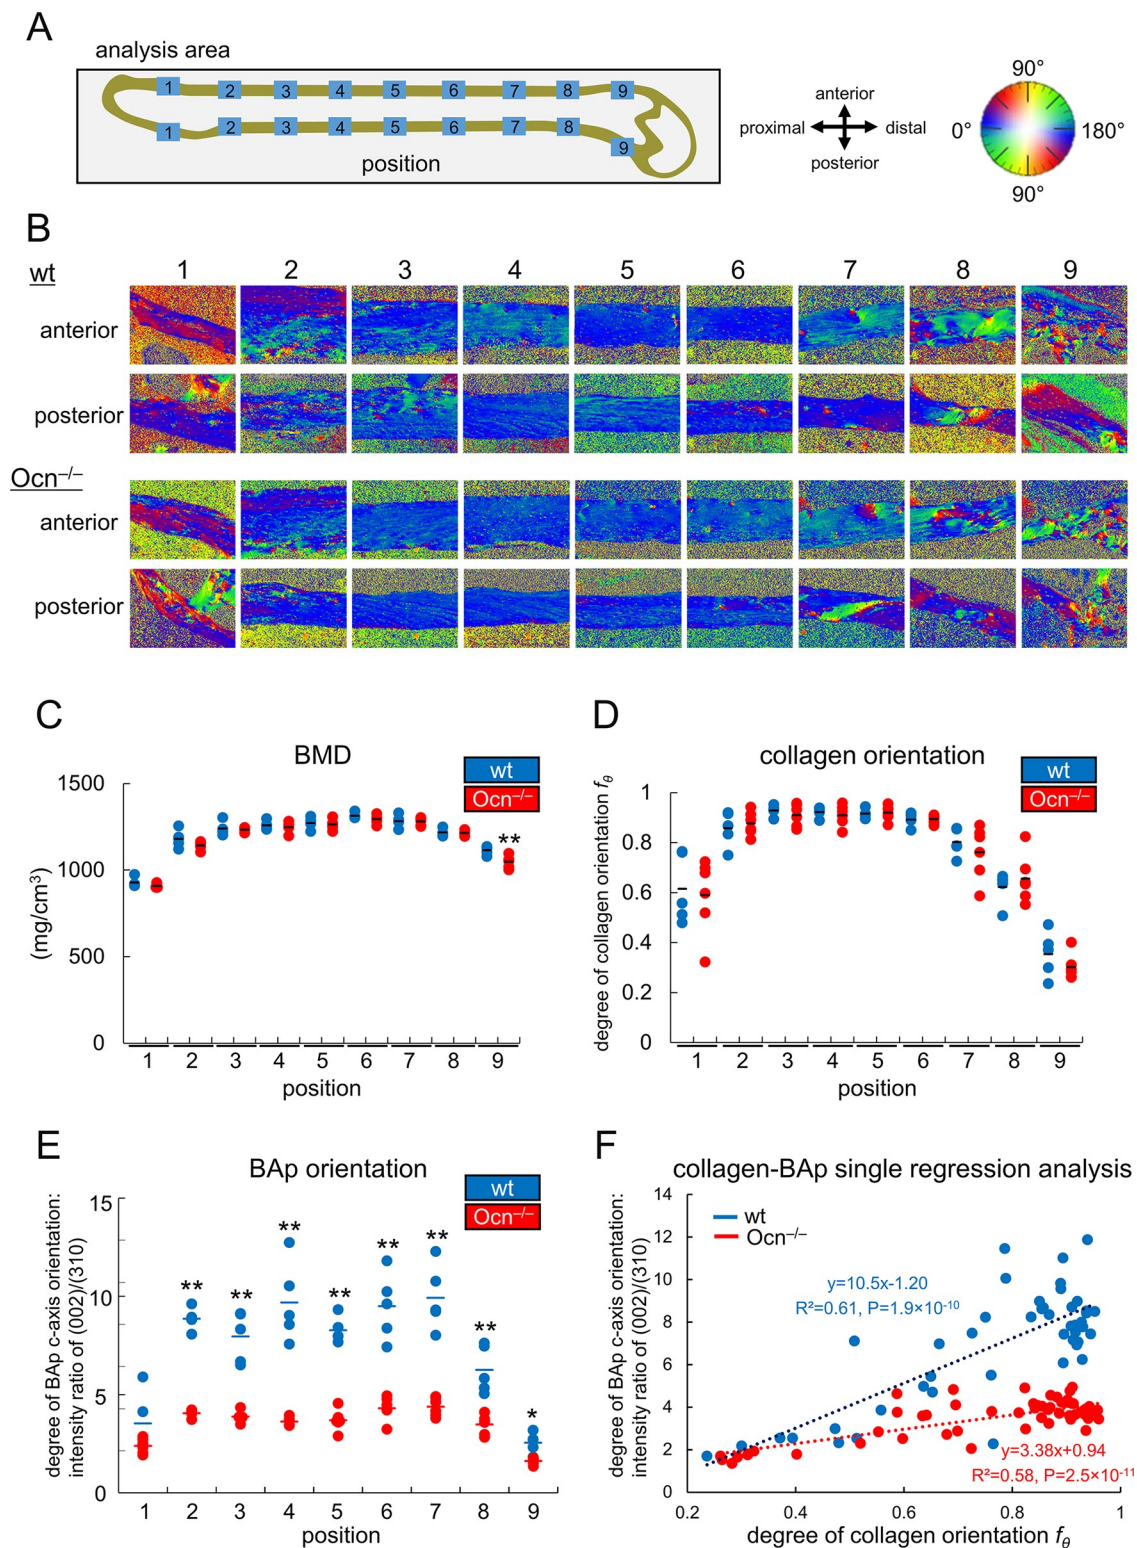 A
analysis area
1 2 3 4 5 6 7 8 9
1 2 3 4 5 6 7 8 9
position
anterior
proximal distal
posterior
90°
0° 180°
90°
B
wt 1 2 3 4 5 6 7 8 9
anterior
posterior
Ocn–/–
anterior
posterior
C
BMD
wt
Ocn–/–
1500
1000
500
0
(mg/cm³)
**
1 2 3 4 5 6 7 8 9
position
D
collagen orientation
wt
Ocn–/–
degree of collagen orientation fθ
1
0.8
0.6
0.4
0.2
0
1 2 3 4 5 6 7 8 9
position
E
BAp orientation
wt
Ocn–/–
degree of BAp c-axis orientation:
intensity ratio of (002)/(310)
15
10
5
0
** ** ** ** ** ** ** *
1 2 3 4 5 6 7 8 9
position
F
collagen-BAp single regression analysis
wt
Ocn–/–
degree of BAp c-axis orientation:
intensity ratio of (002)/(310)
14
12
10
8
6
4
2
0
y=10.5x-1.20
R²=0.61, P=1.9×10⁻¹⁰
y=3.38x+0.94
R²=0.58, P=2.5×10⁻¹¹
0.2 0.4 0.6 0.8 1
degree of collagen orientation fθ